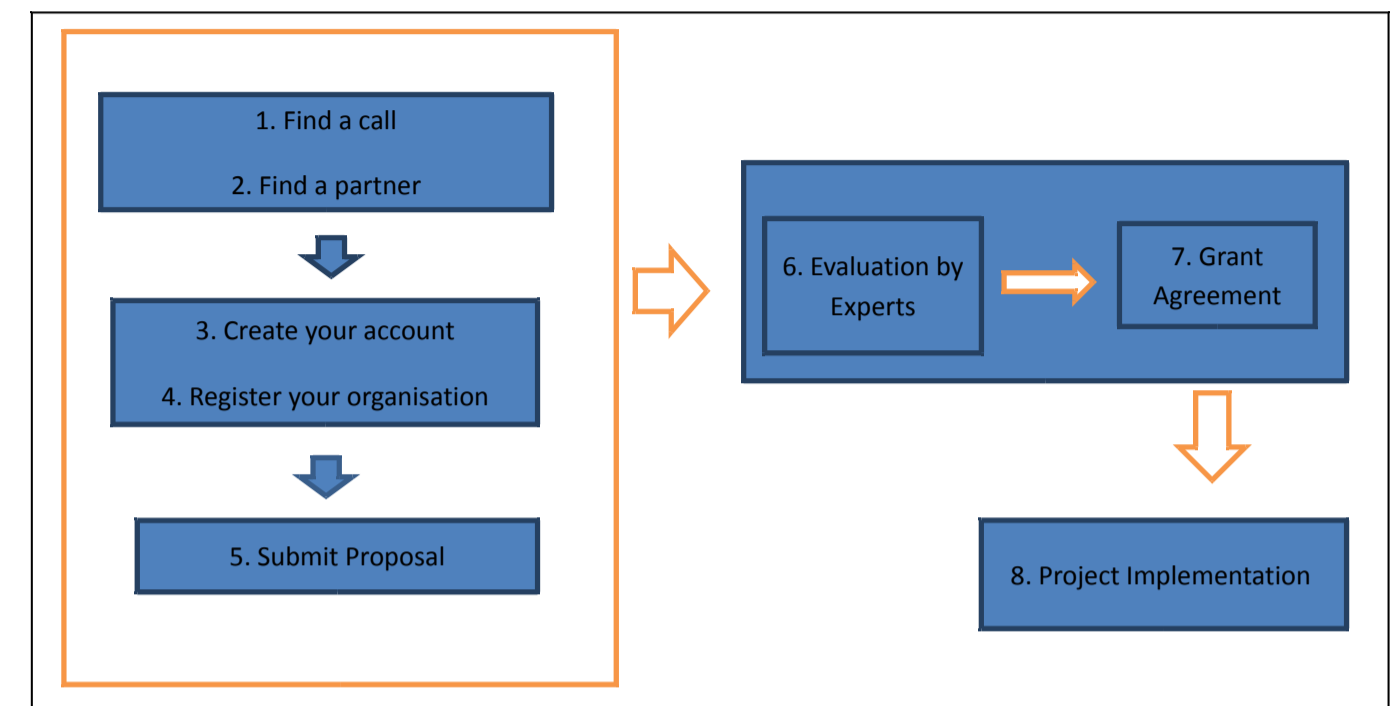 1. Find a call
2. Find a partner
3. Create your account
4. Register your organisation
5. Submit Proposal
6. Evaluation by
Experts
7. Grant
Agreement
8. Project Implementation